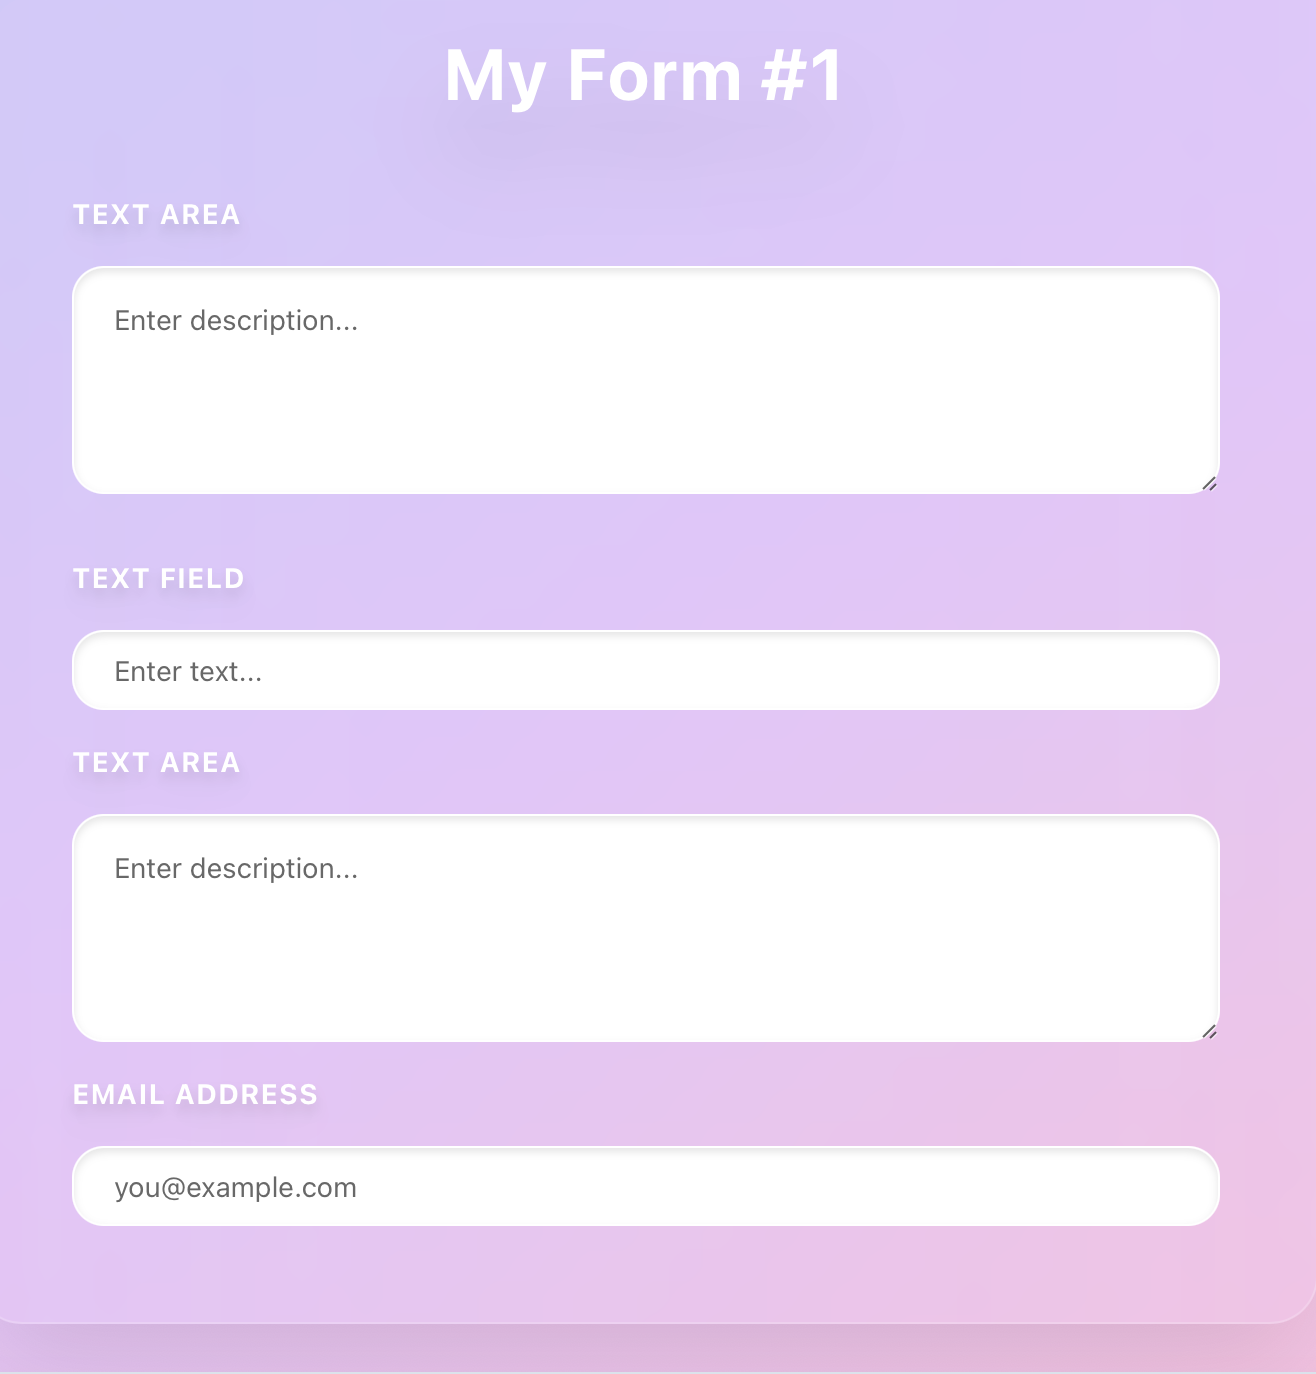 My Form #1
TEXT AREA
Enter description...
TEXT FIELD
Enter text...
TEXT AREA
Enter description...
EMAIL ADDRESS
you@example.com